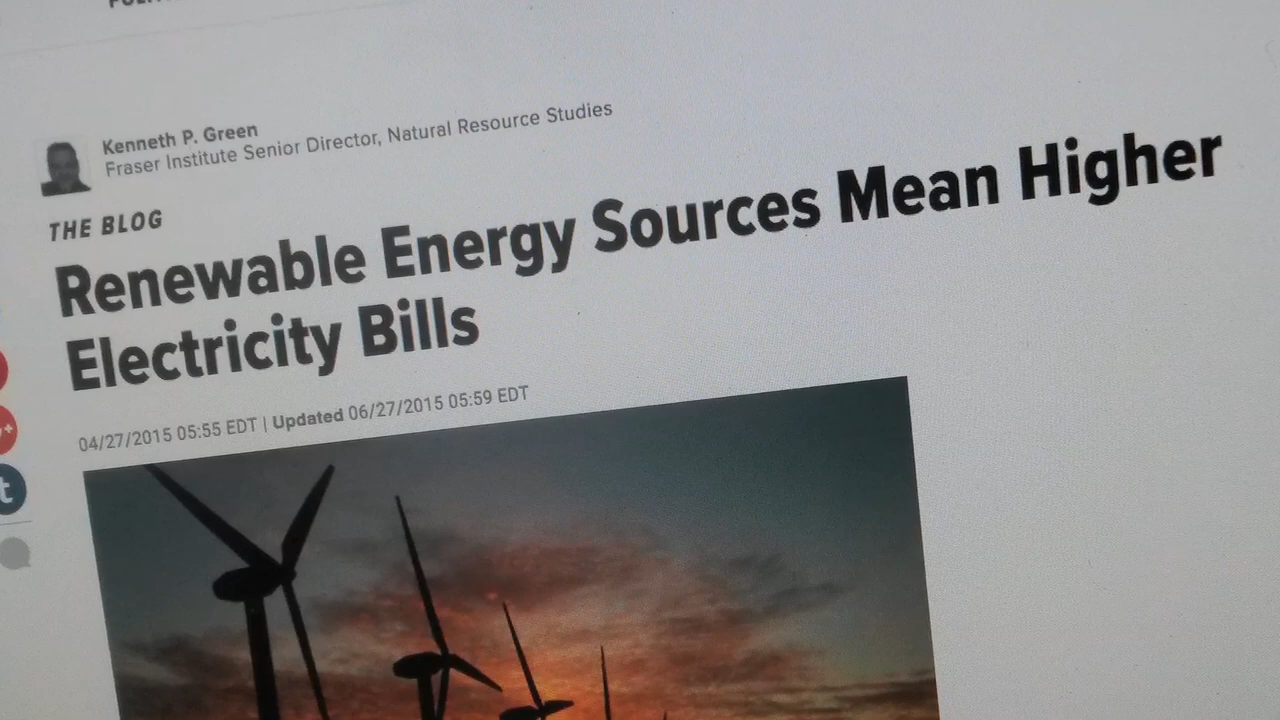 Kenneth P. Green
Fraser Institute Senior Director, Natural Resource Studies
THE BLOG
Renewable Energy Sources Mean Higher
Electricity Bills
04/27/2015 05:55 EDT | Updated 06/27/2015 05:59 EDT
t